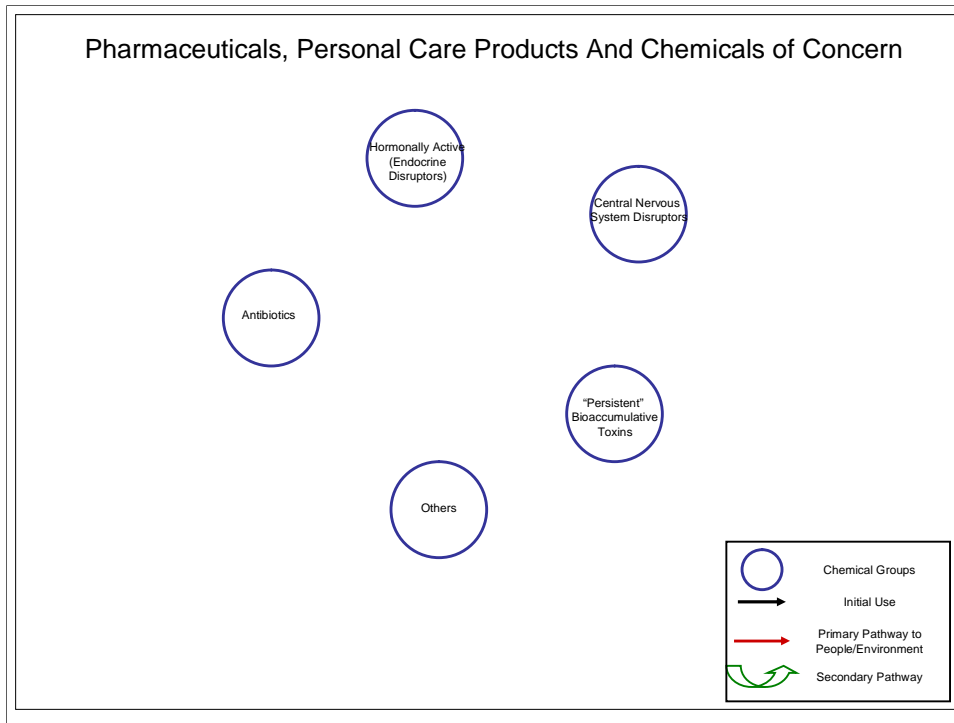 Pharmaceuticals, Personal Care Products And Chemicals of Concern
Hormonally Active
(Endocrine
Disruptors)
Central Nervous
System Disruptors
Antibiotics
“Persistent”
Bioaccumulative
Toxins
Others
Chemical Groups
Initial Use
Primary Pathway to
People/Environment
Secondary Pathway